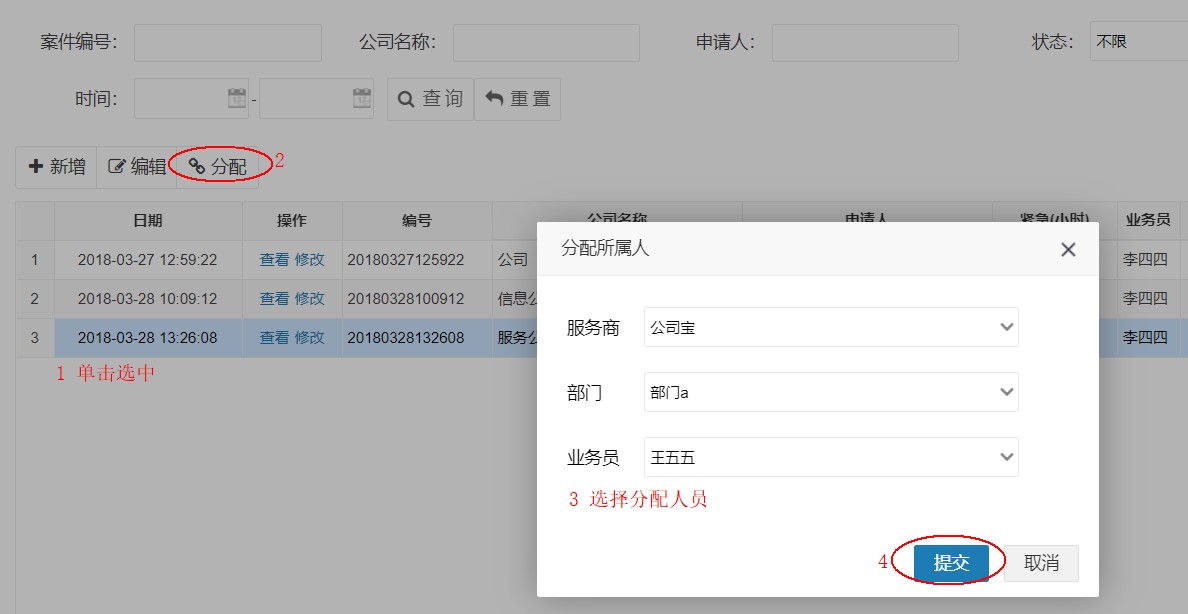 案件编号： 公司名称： 申请人： 状态： 不限
时间： - 查询 重置
新增 编辑 分配 2
日期 操作 编号 公司名称 申请人 紧急(小时) 业务员
1 2018-03-27 12:59:22 查看 修改 20180327125922 公司 李四四
2 2018-03-28 10:09:12 查看 修改 20180328100912 信息公 李四四
3 2018-03-28 13:26:08 查看 修改 20180328132608 服务公 李四四
1 单击选中
分配所属人
服务商 公司宝
部门 部门a
业务员 王五五
3 选择分配人员
4 提交 取消